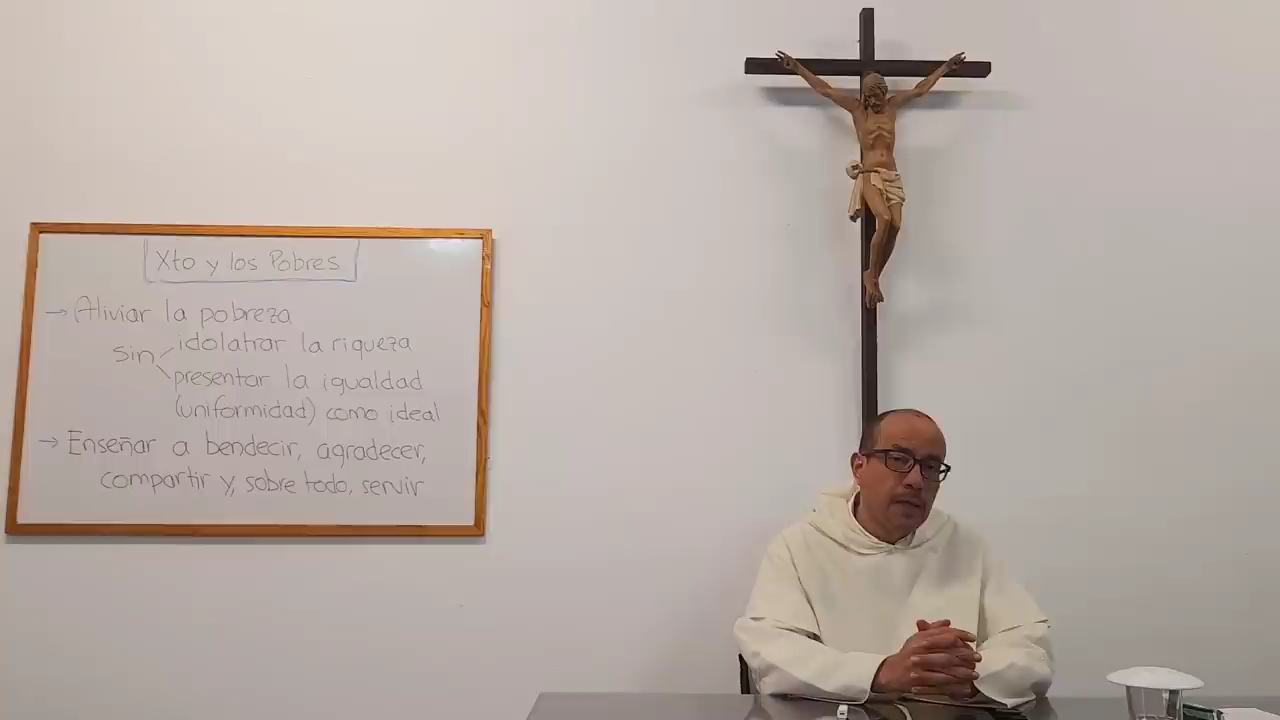 Xto y los Pobres
→ Aliviar la pobreza
sin idolatrar la riqueza
presentar la igualdad
(uniformidad) como ideal
→ Enseñar a bendecir, agradecer,
compartir y, sobre todo, servir